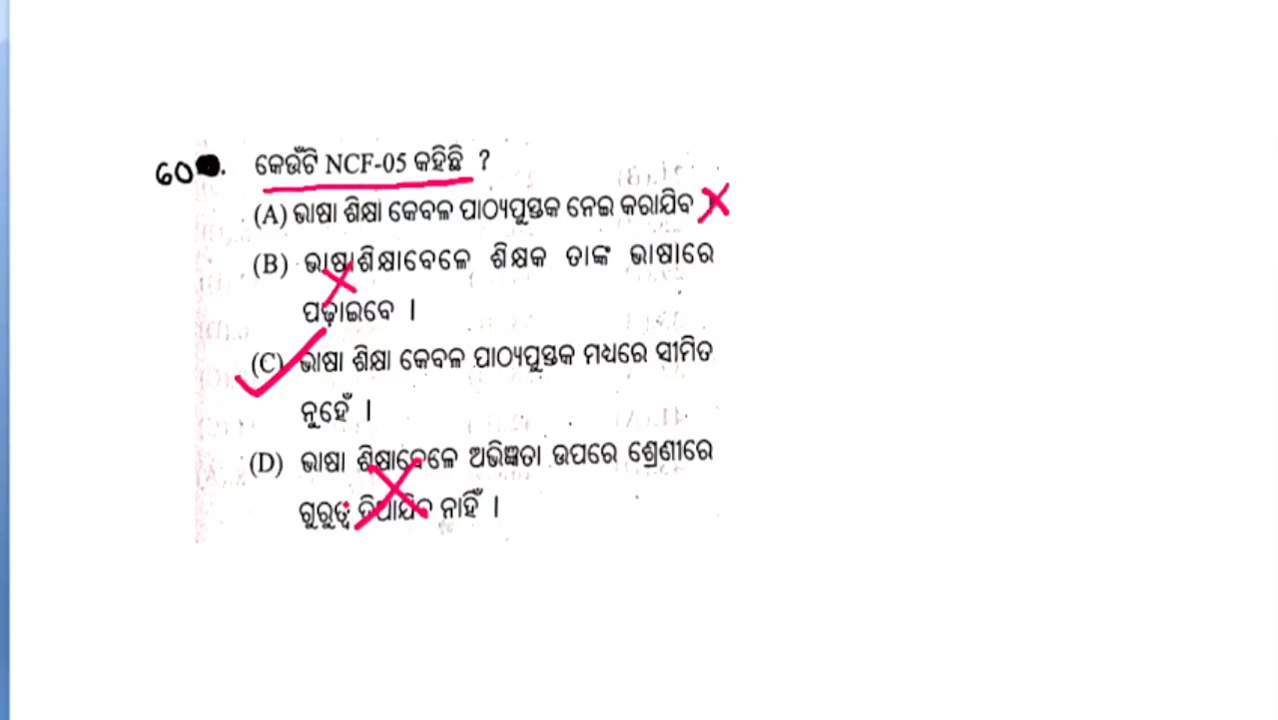 60. କେଉଁଟି NCF-05 କହିଛି ?
(A) ଭାଷା ଶିକ୍ଷା କେବଳ ପାଠ୍ୟପୁସ୍ତକ ନେଇ କରାଯିବ ।
(B) ଭାଷା ଶିକ୍ଷାବେଳେ ଶିକ୍ଷକ ତାଙ୍କ ଭାଷାରେ
ପଢ଼ାଇବେ ।
(C) ଭାଷା ଶିକ୍ଷା କେବଳ ପାଠ୍ୟପୁସ୍ତକ ମଧ୍ୟରେ ସୀମିତ
ନୁହେଁ ।
(D) ଭାଷା ଶିକ୍ଷାବେଳେ ଅଭିଜ୍ଞତା ଉପରେ ଶ୍ରେଣୀରେ
ଗୁରୁତ୍ୱ ଦିଆଯିବ ନାହିଁ ।